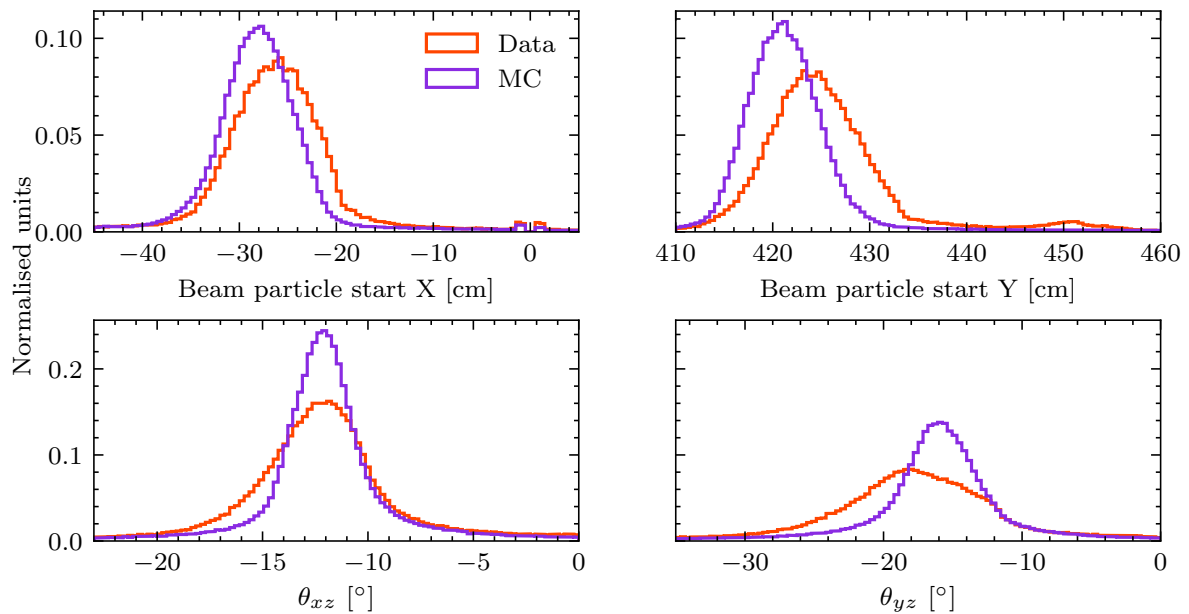 Normalised units
0.10
0.05
0.00
Data
MC
−40 −30 −20 −10 0
Beam particle start X [cm]
410 420 430 440 450 460
Beam particle start Y [cm]
0.2
0.1
0.0
−20 −15 −10 −5 0
θxz [°]
−30 −20 −10 0
θyz [°]